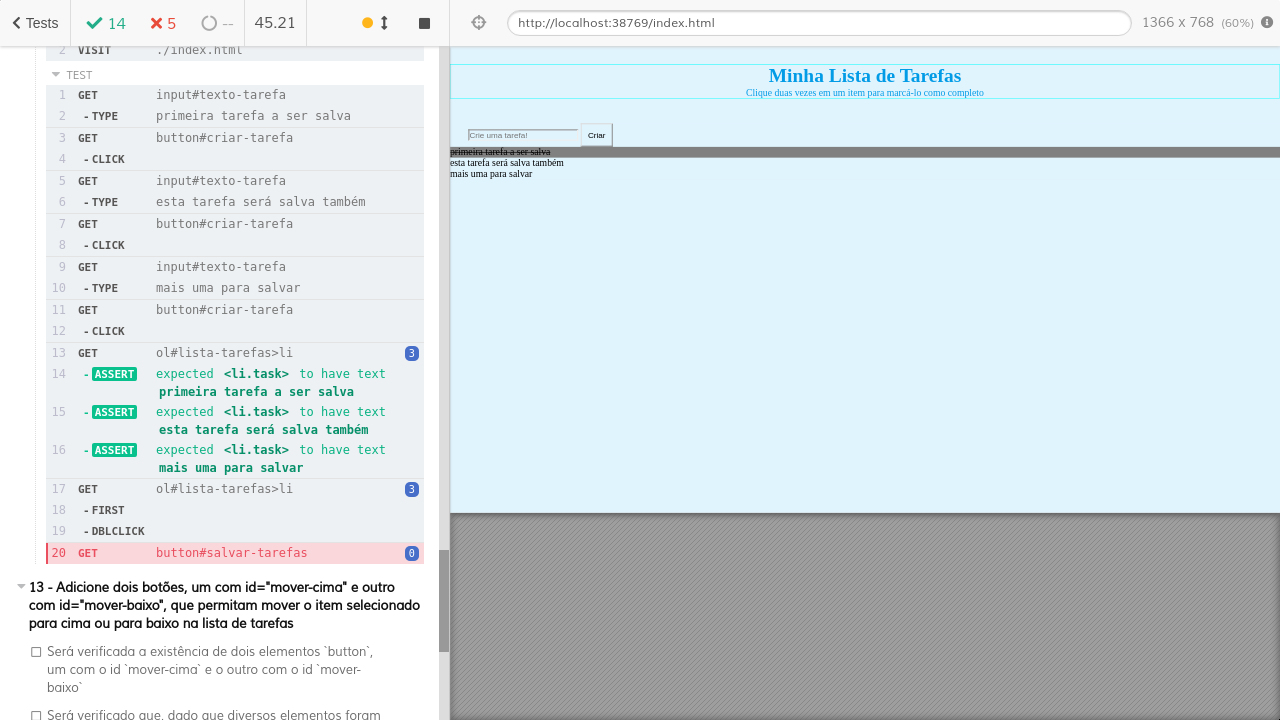 Tests 14 5 -- 45.21 http://localhost:38769/index.html 1366 x 768 (60%)
2 VISIT ./index.html
TEST
1 GET input#texto-tarefa
2 - TYPE primeira tarefa a ser salva
3 GET button#criar-tarefa
4 - CLICK
5 GET input#texto-tarefa
6 - TYPE esta tarefa será salva também
7 GET button#criar-tarefa
8 - CLICK
9 GET input#texto-tarefa
10 - TYPE mais uma para salvar
11 GET button#criar-tarefa
12 - CLICK
13 GET ol#lista-tarefas>li 3
14 - ASSERT expected <li.task> to have text
primeira tarefa a ser salva
15 - ASSERT expected <li.task> to have text
esta tarefa será salva também
16 - ASSERT expected <li.task> to have text
mais uma para salvar
17 GET ol#lista-tarefas>li 3
18 - FIRST
19 - DBLCLICK
20 GET button#salvar-tarefas 0
13 - Adicione dois botões, um com id="mover-cima" e outro
com id="mover-baixo", que permitam mover o item selecionado
para cima ou para baixo na lista de tarefas
Será verificada a existência de dois elementos `button`,
um com o id `mover-cima` e o outro com o id `mover-
baixo`
Será verificado que, dado que diversos elementos foram
Minha Lista de Tarefas
Clique duas vezes em um item para marcá-lo como completo
Crie uma tarefa! Criar
primeira tarefa a ser salva
esta tarefa será salva também
mais uma para salvar